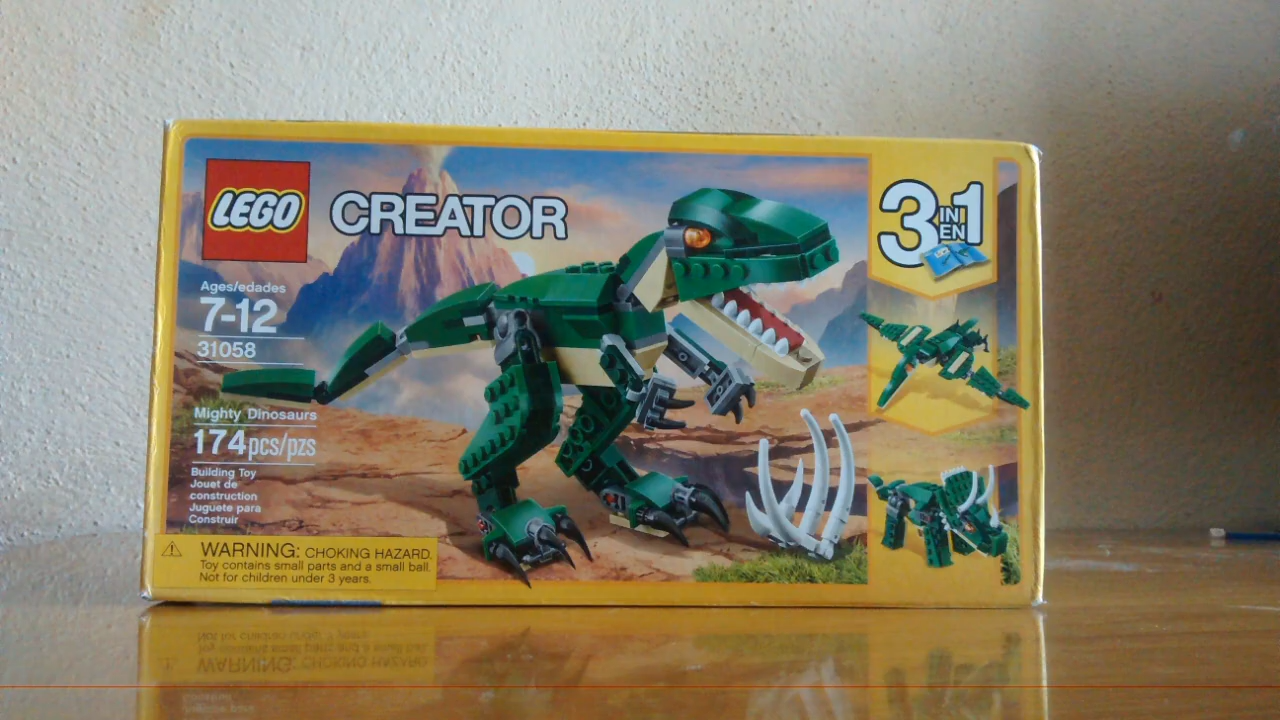 LEGO
CREATOR
Ages/edades
7-12
31058
Mighty Dinosaurs
174pcs/pzs
Building Toy
Jouet de
construction
Juguete para
Construir
WARNING: CHOKING HAZARD.
Toy contains small parts and a small ball.
Not for children under 3 years.
3 IN EN 1